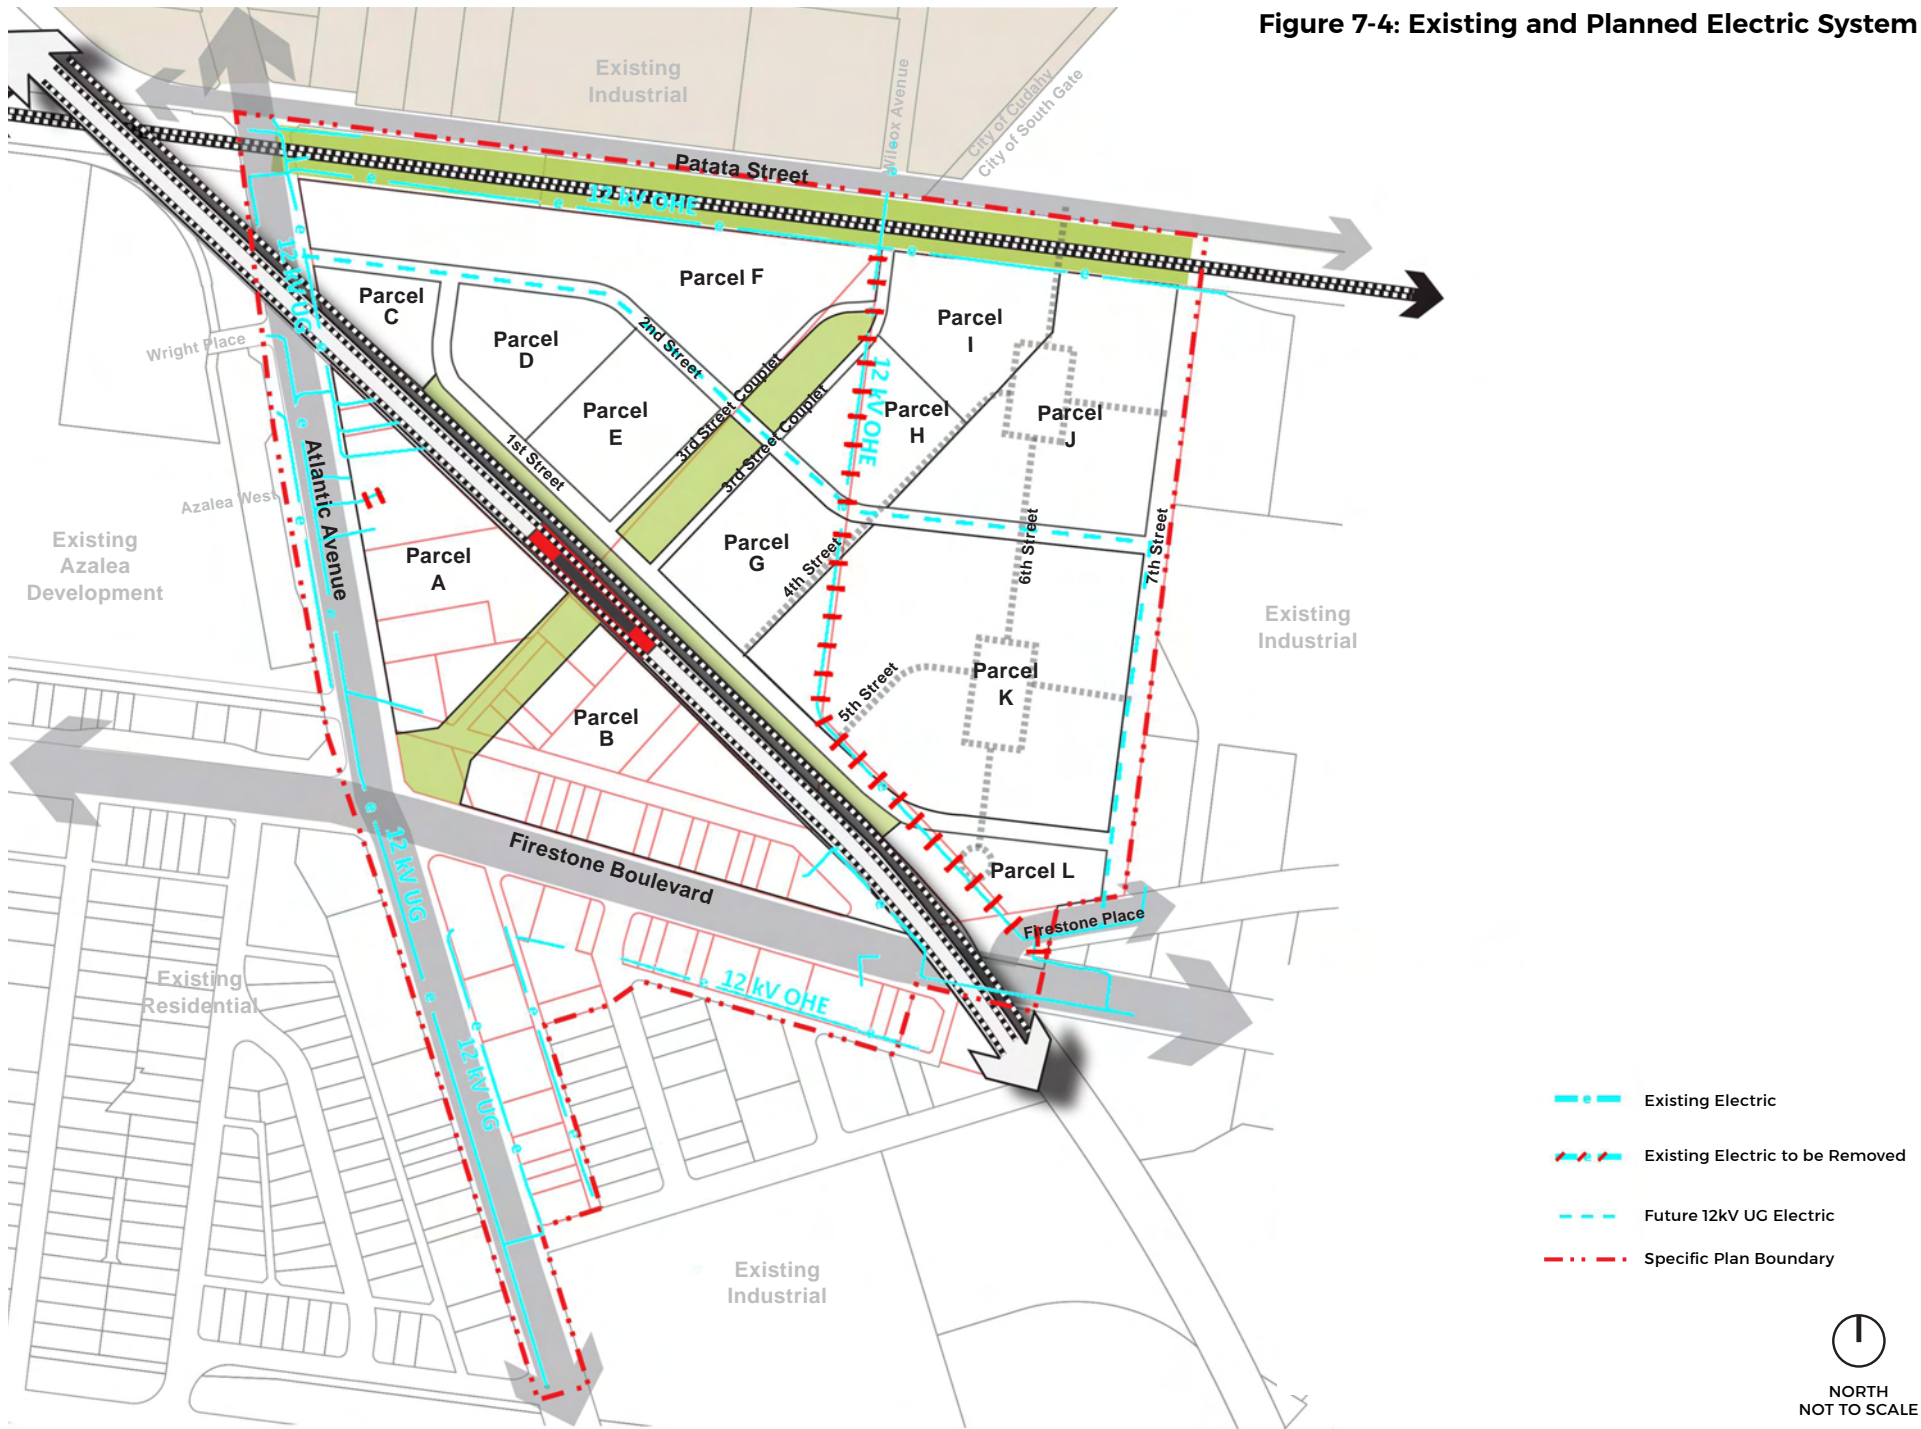 Figure 7-4: Existing and Planned Electric System
Existing
Industrial
Wilcox Avenue
City of Cudahy
City of South Gate
Patata Street
12 kV OHE
12 kV UG
Parcel F
Parcel
C
Parcel
D
Parcel
E
2nd Street
3rd Street Couplet
3rd Street Couplet
12 kV OHE
Parcel
I
Parcel
H
Parcel
J
Wright Place
Azalea West
1st Street
Atlantic Avenue
Existing
Azalea
Development
Parcel
A
Parcel
G
4th Street
6th Street
7th Street
Existing
Industrial
Parcel
B
5th Street
Parcel
K
Parcel L
Firestone Boulevard
Firestone Place
12 kV UG
12 kV OHE
Existing
Residential
12 kV UG
Existing
Industrial
e Existing Electric
e Existing Electric to be Removed
Future 12kV UG Electric
Specific Plan Boundary
NORTH
NOT TO SCALE